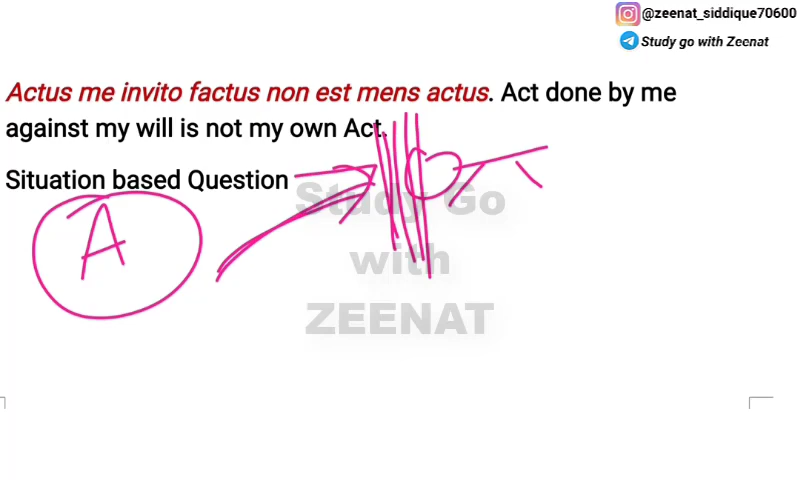 @zeenat_siddique70600
Study go with Zeenat
Actus me invito factus non est mens actus. Act done by me
against my will is not my own Act.
Situation based Question
A
Study Go
with
ZEENAT